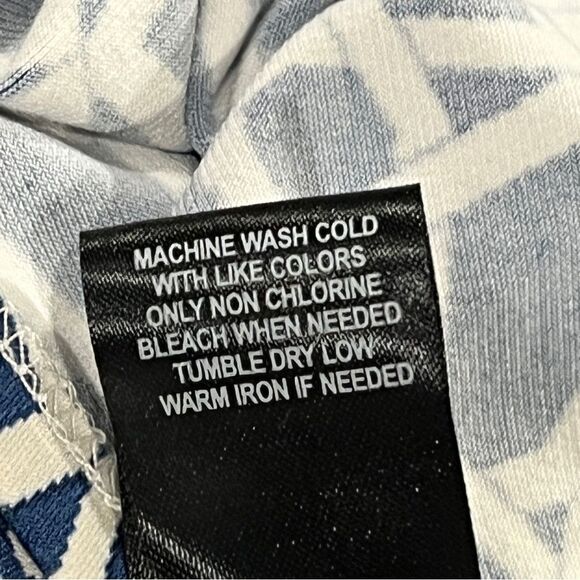 MACHINE WASH COLD
WITH LIKE COLORS
ONLY NON CHLORINE
BLEACH WHEN NEEDED
TUMBLE DRY LOW
WARM IRON IF NEEDED